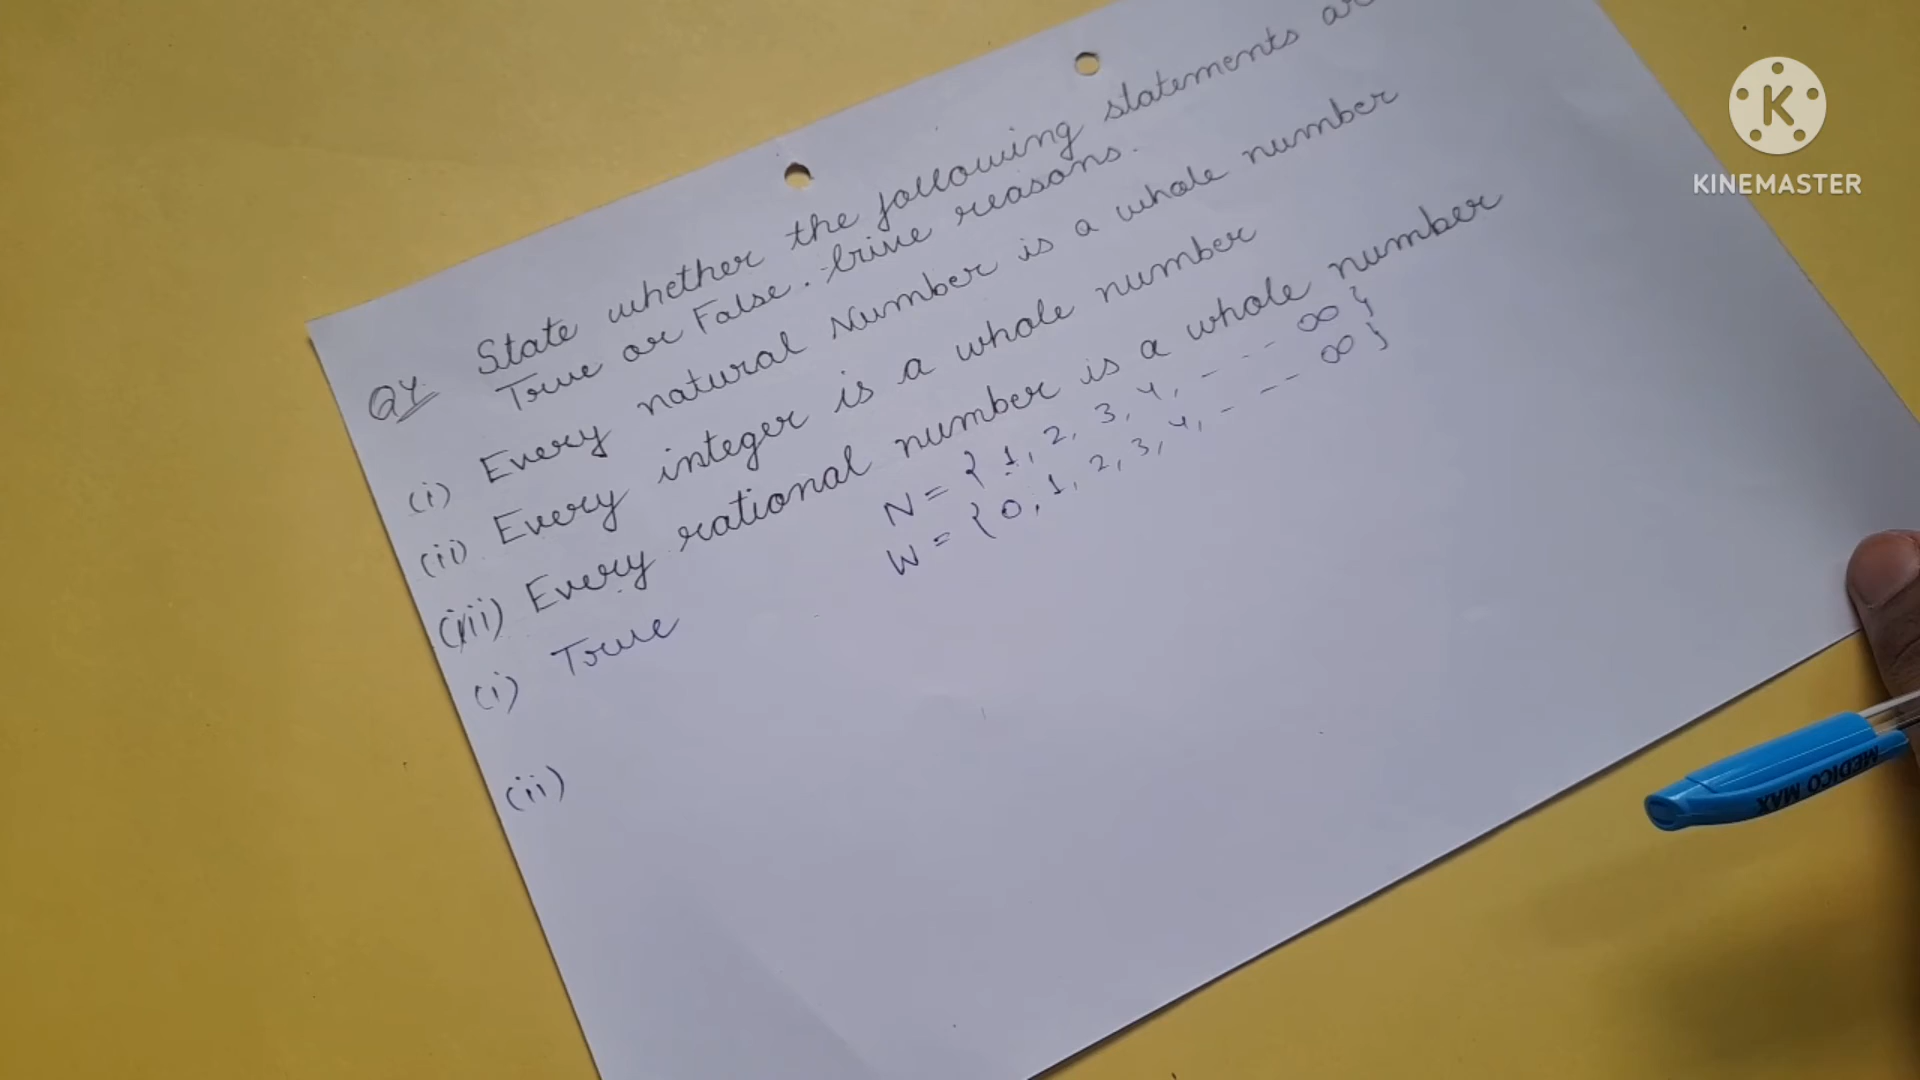 Q4. State whether the following statements ar
True or False. Give reasons.
(i) Every natural Number is a whole number
(ii) Every integer is a whole number
(iii) Every rational number is a whole number
N = { 1, 2, 3, 4, - - - ∞ }
W = { 0, 1, 2, 3, 4, - - - ∞ }
(i) True
(ii)
KINEMASTER
MEDICO MAX